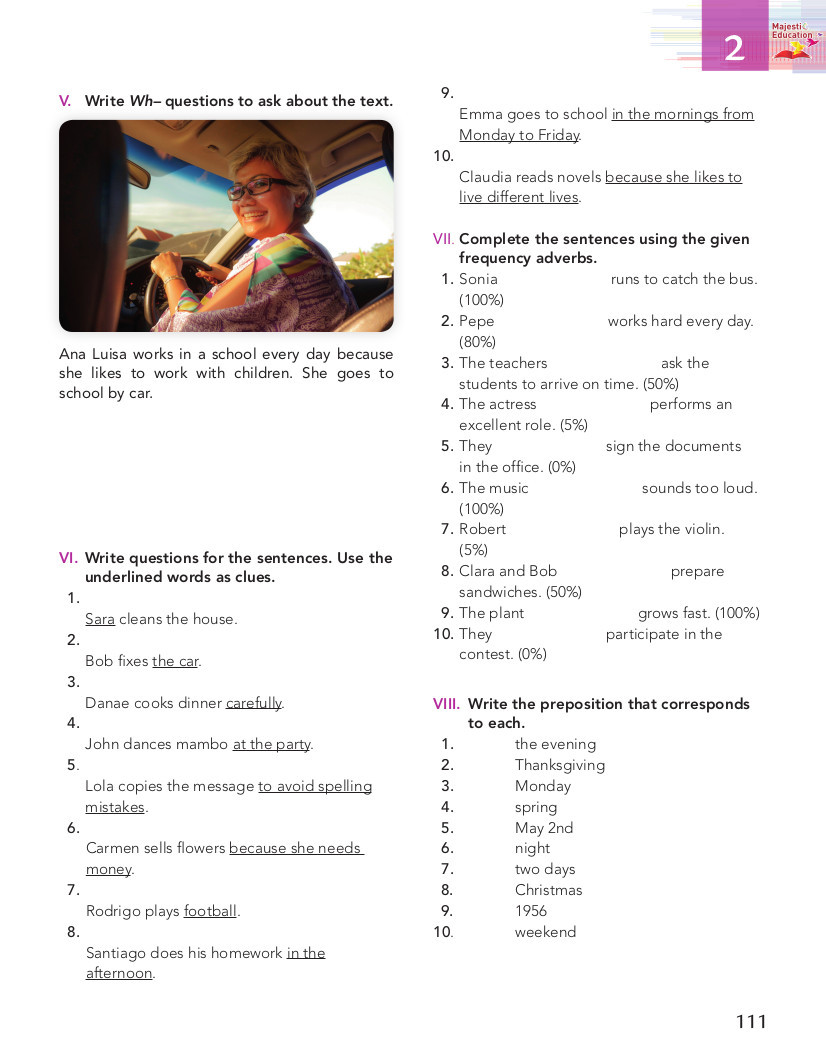 2
Majesti
Education
V. Write Wh– questions to ask about the text.
Ana Luisa works in a school every day because
she likes to work with children. She goes to
school by car.
VI. Write questions for the sentences. Use the
underlined words as clues.
1.
Sara cleans the house.
2.
Bob fixes the car.
3.
Danae cooks dinner carefully.
4.
John dances mambo at the party.
5.
Lola copies the message to avoid spelling
mistakes.
6.
Carmen sells flowers because she needs
money.
7.
Rodrigo plays football.
8.
Santiago does his homework in the
afternoon.
9.
Emma goes to school in the mornings from
Monday to Friday.
10.
Claudia reads novels because she likes to
live different lives.
VII. Complete the sentences using the given
frequency adverbs.
1. Sonia runs to catch the bus.
(100%)
2. Pepe works hard every day.
(80%)
3. The teachers ask the
students to arrive on time. (50%)
4. The actress performs an
excellent role. (5%)
5. They sign the documents
in the office. (0%)
6. The music sounds too loud.
(100%)
7. Robert plays the violin.
(5%)
8. Clara and Bob prepare
sandwiches. (50%)
9. The plant grows fast. (100%)
10. They participate in the
contest. (0%)
VIII. Write the preposition that corresponds
to each.
1. the evening
2. Thanksgiving
3. Monday
4. spring
5. May 2nd
6. night
7. two days
8. Christmas
9. 1956
10. weekend
111